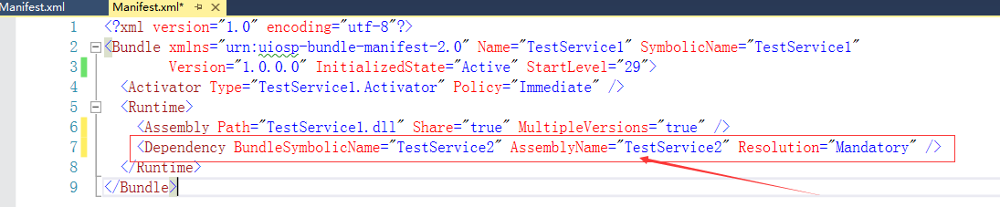 Manifest.xml Manifest.xml*
1 <?xml version="1.0" encoding="utf-8"?>
2 <Bundle xmlns="urn:uiosp-bundle-manifest-2.0" Name="TestService1" SymbolicName="TestService1"
3 Version="1.0.0.0" InitializedState="Active" StartLevel="29">
4 <Activator Type="TestService1.Activator" Policy="Immediate" />
5 <Runtime>
6 <Assembly Path="TestService1.dll" Share="true" MultipleVersions="true" />
7 <Dependency BundleSymbolicName="TestService2" AssemblyName="TestService2" Resolution="Mandatory" />
8 </Runtime>
9 </Bundle>